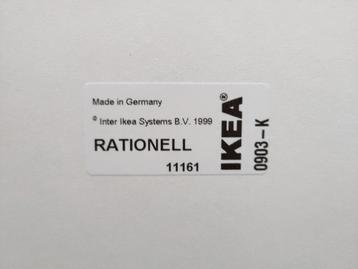 Made in Germany
© Inter Ikea Systems B.V. 1999
RATIONELL
11161
IKEA®
0903-K